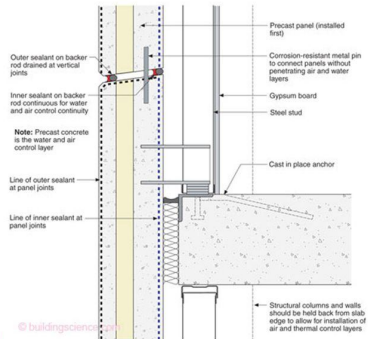 Precast panel (installed
first)
Outer sealant on backer
rod drained at vertical
joints
Corrosion-resistant metal pin
to connect panels without
penetrating air and water
layers
Inner sealant on backer
rod continuous for water
and air control continuity
Gypsum board
Steel stud
Note: Precast concrete
is the water and air
control layer
Cast in place anchor
Line of outer sealant
at panel joints
Line of inner sealant at
panel joints
Structural columns and walls
should be held back from slab
edge to allow for installation of
air and thermal control layers
© buildingscience.com